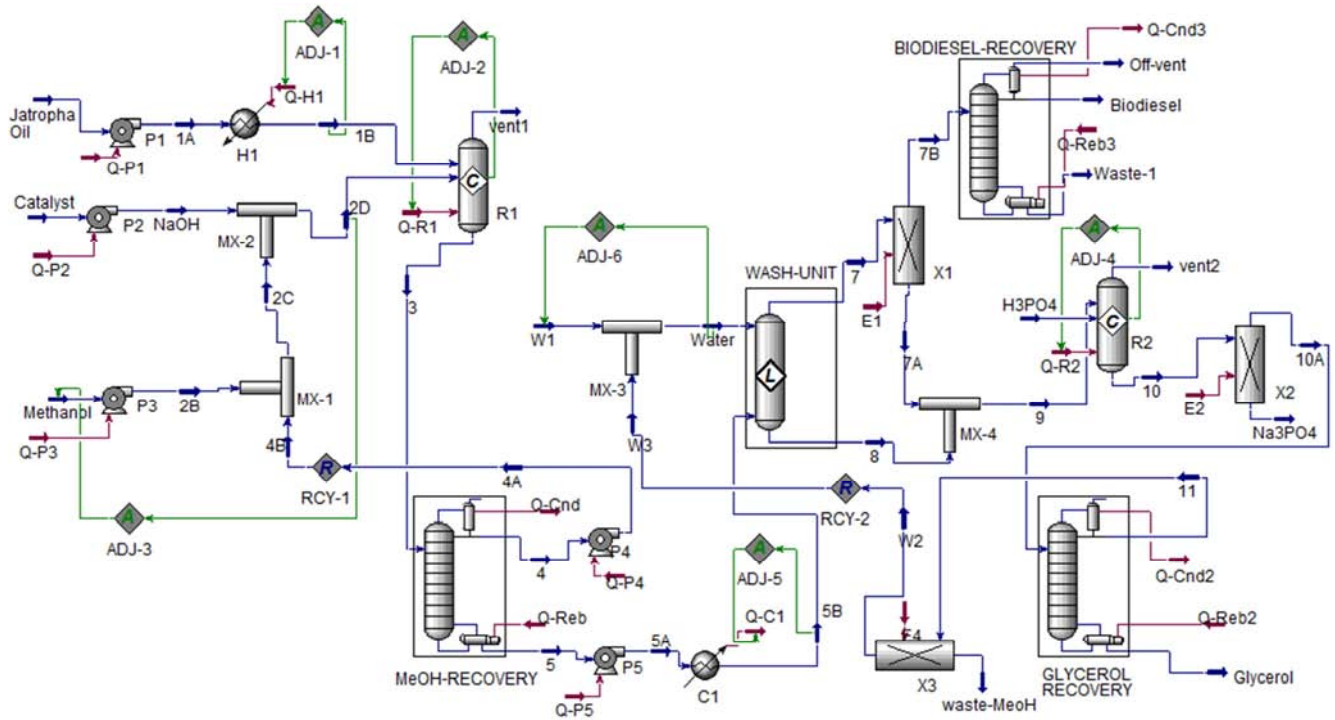 ADJ-1
ADJ-2
Q-H1
Jatropha
Oil
P1
1A
H1
1B
Q-P1
vent1
C
R1
Q-R1
Catalyst
P2
NaOH
MX-2
2D
Q-P2
2C
3
Methanol
P3
2B
MX-1
Q-P3
4B
R
RCY-1
4A
A
ADJ-3
Q-Cnd
4
P4
Q-P4
Q-Reb
5
P5
5A
Q-P5
MeOH-RECOVERY
C1
Q-C1
A
ADJ-5
5B
A
ADJ-6
W1
MX-3
Water
W3
WASH-UNIT
L
7
8
X1
E1
7A
7B
MX-4
9
R
RCY-2
W2
X3
waste-MeoH
BIODIESEL-RECOVERY
Q-Cnd3
Off-vent
Biodiesel
Q-Reb3
Waste-1
A
ADJ-4
vent2
H3PO4
C
R2
Q-R2
10
E2
X2
10A
Na3PO4
11
Q-Cnd2
Q-Reb2
GLYCEROL
RECOVERY
Glycerol
A
A